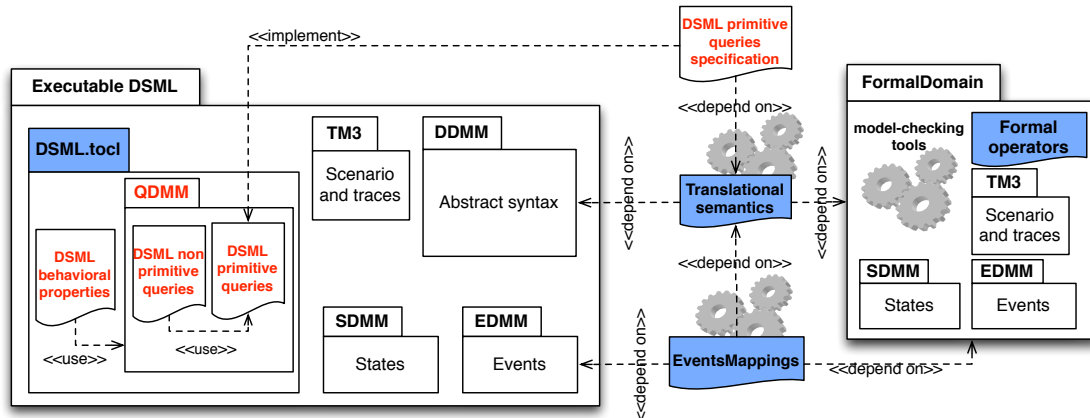 <<implement>>
DSML primitive
queries
specification
Executable DSML
FormalDomain
<<depend on>>
DSML.tocl
TM3
Scenario
and traces
DDMM
Abstract syntax
<<depend on>>
Translational
semantics
<<depend on>>
model-checking
tools
Formal
operators
TM3
Scenario
and traces
QDMM
DSML
behavioral
properties
DSML non
primitive
queries
DSML
primitive
queries
<<depend on>>
SDMM
States
EDMM
Events
<<use>>
<<use>>
SDMM
States
EDMM
Events
<<depend on>>
EventsMappings
<<depend on>>